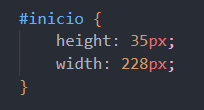 #inicio {
    height: 35px;
    width: 228px;
}